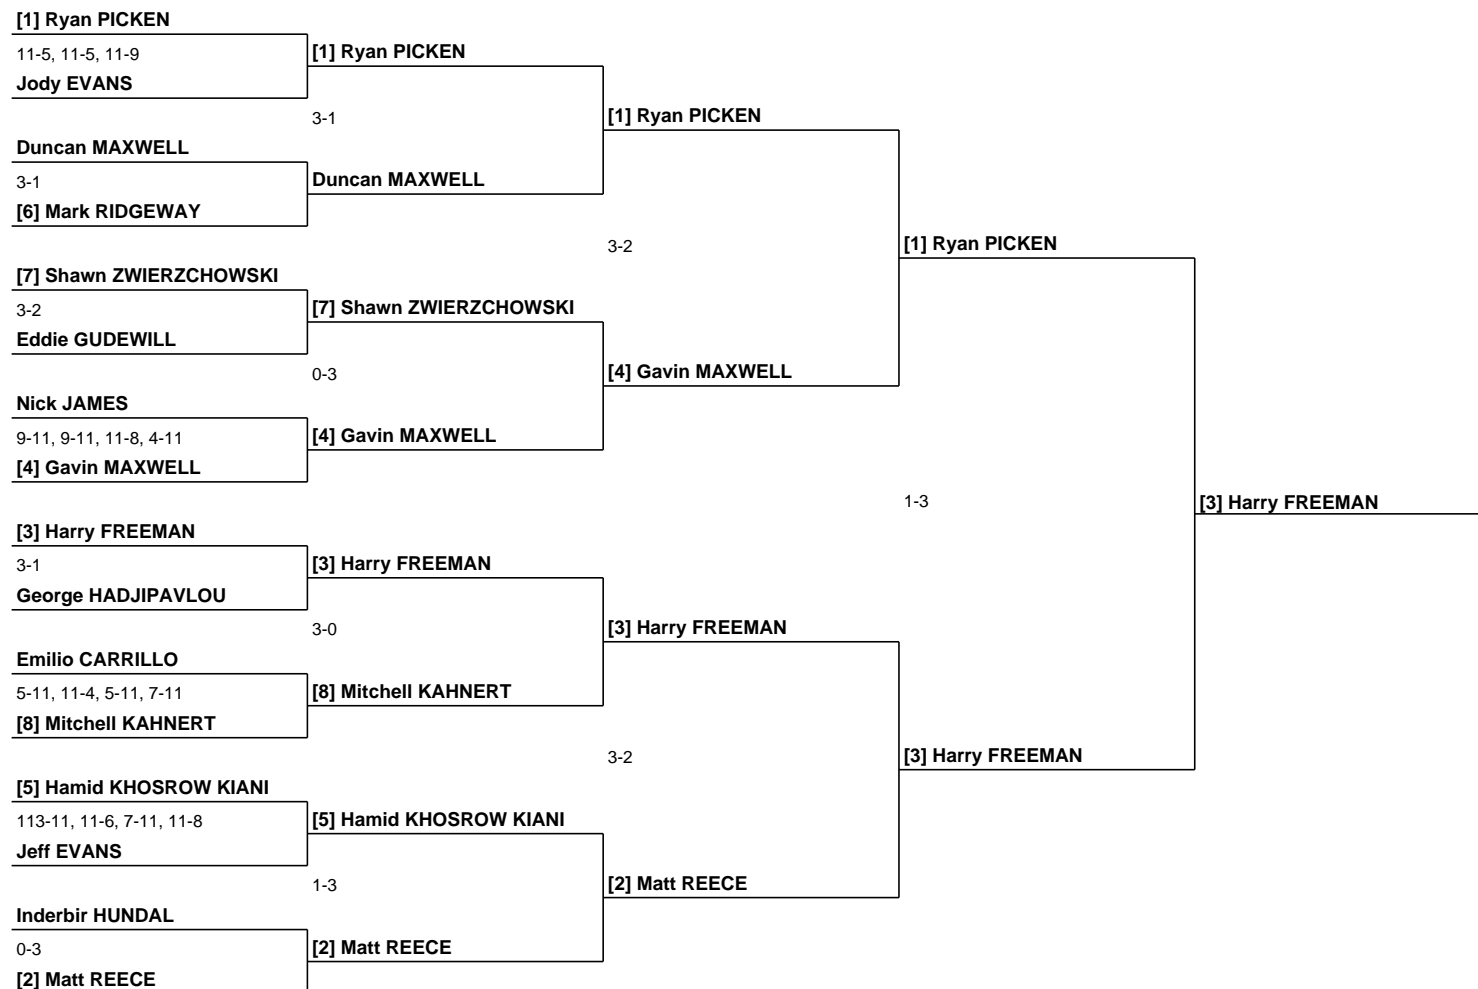 [1] Ryan PICKEN
11-5, 11-5, 11-9
Jody EVANS
Duncan MAXWELL
3-1
[6] Mark RIDGEWAY
[7] Shawn ZWIERZCHOWSKI
3-2
Eddie GUDEWILL
Nick JAMES
9-11, 9-11, 11-8, 4-11
[4] Gavin MAXWELL
[3] Harry FREEMAN
3-1
George HADJIPAVLOU
Emilio CARRILLO
5-11, 11-4, 5-11, 7-11
[8] Mitchell KAHNERT
[5] Hamid KHOSROW KIANI
113-11, 11-6, 7-11, 11-8
Jeff EVANS
Inderbir HUNDAL
0-3
[2] Matt REECE
[1] Ryan PICKEN
3-1
Duncan MAXWELL
[7] Shawn ZWIERZCHOWSKI
0-3
[4] Gavin MAXWELL
[3] Harry FREEMAN
3-0
[8] Mitchell KAHNERT
[5] Hamid KHOSROW KIANI
1-3
[2] Matt REECE
[1] Ryan PICKEN
3-2
[4] Gavin MAXWELL
[3] Harry FREEMAN
3-2
[2] Matt REECE
[1] Ryan PICKEN
1-3
[3] Harry FREEMAN
[3] Harry FREEMAN